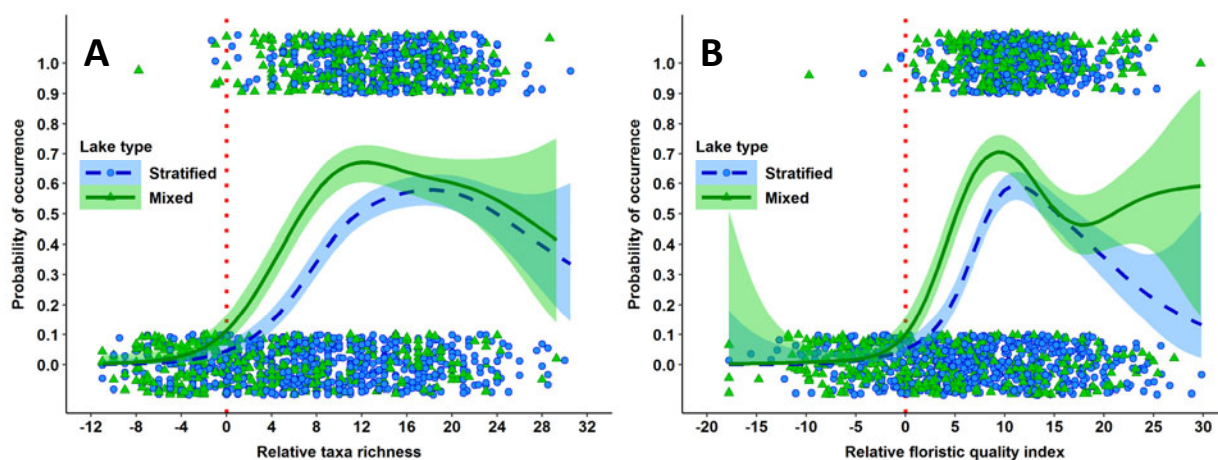 A
Probability of occurrence
1.0
0.9
0.8
0.7
0.6
0.5
0.4
0.3
0.2
0.1
0.0
Lake type
Stratified
Mixed
-12 -8 -4 0 4 8 12 16 20 24 28 32
Relative taxa richness
B
Probability of occurrence
1.0
0.9
0.8
0.7
0.6
0.5
0.4
0.3
0.2
0.1
0.0
Lake type
Stratified
Mixed
-20 -15 -10 -5 0 5 10 15 20 25 30
Relative floristic quality index